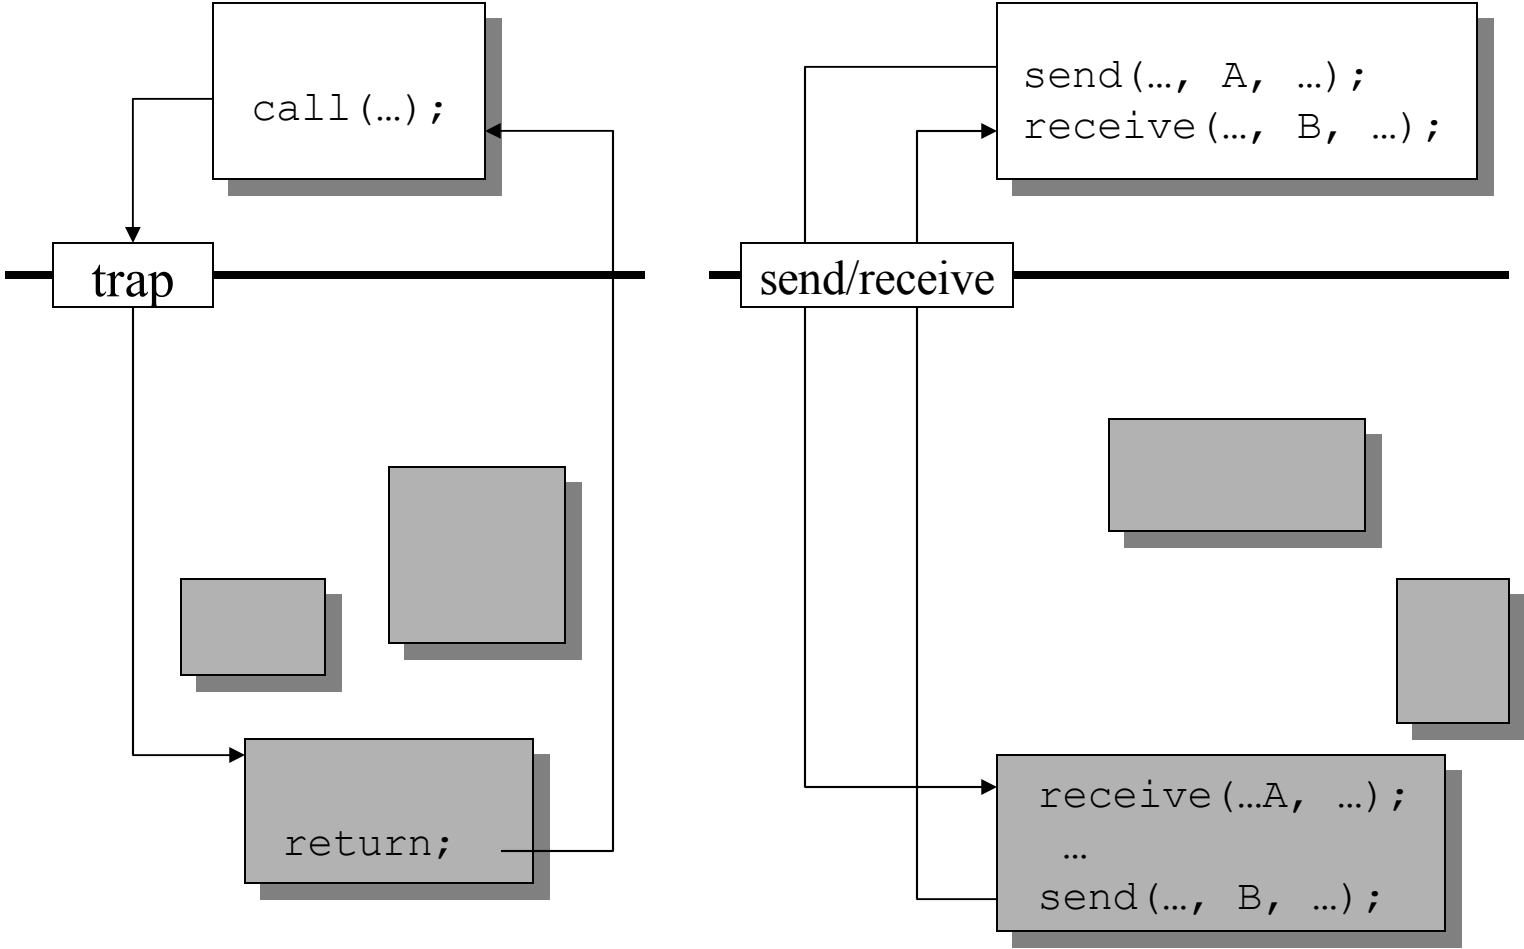 call(…);
trap
return;
send(…, A, …);
receive(…, B, …);
send/receive
receive(…A, …);
…
send(…, B, …);